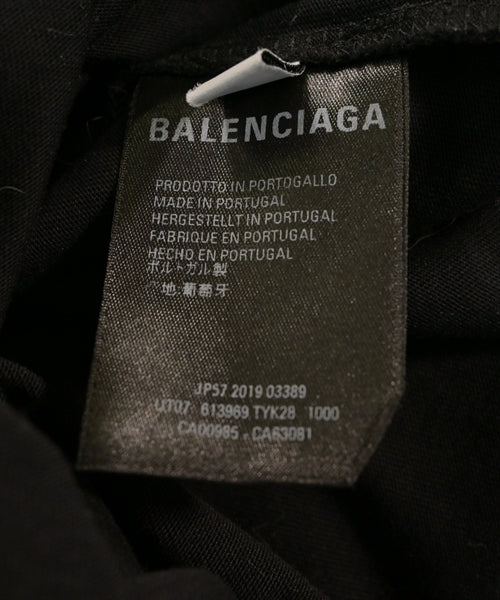 BALENCIAGA
PRODOTTO IN PORTOGALLO
MADE IN PORTUGAL
HERGESTELLT IN PORTUGAL
FABRIQUE EN PORTUGAL
HECHO EN PORTUGAL
ポルトガル製
地:葡萄牙
JP57 2019 03389
UT07 613969 TYK28 1000
CA00985 - CA63081